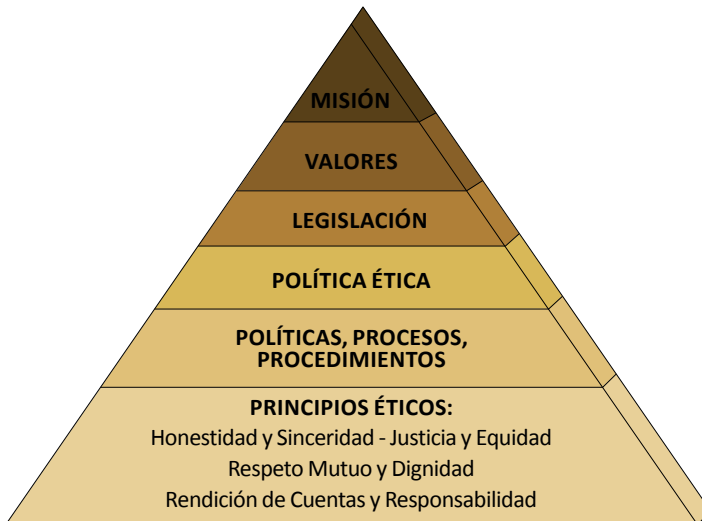 MISIÓN
VALORES
LEGISLACIÓN
POLÍTICA ÉTICA
POLÍTICAS, PROCESOS,
PROCEDIMIENTOS
PRINCIPIOS ÉTICOS:
Honestidad y Sinceridad - Justicia y Equidad
Respeto Mutuo y Dignidad
Rendición de Cuentas y Responsabilidad